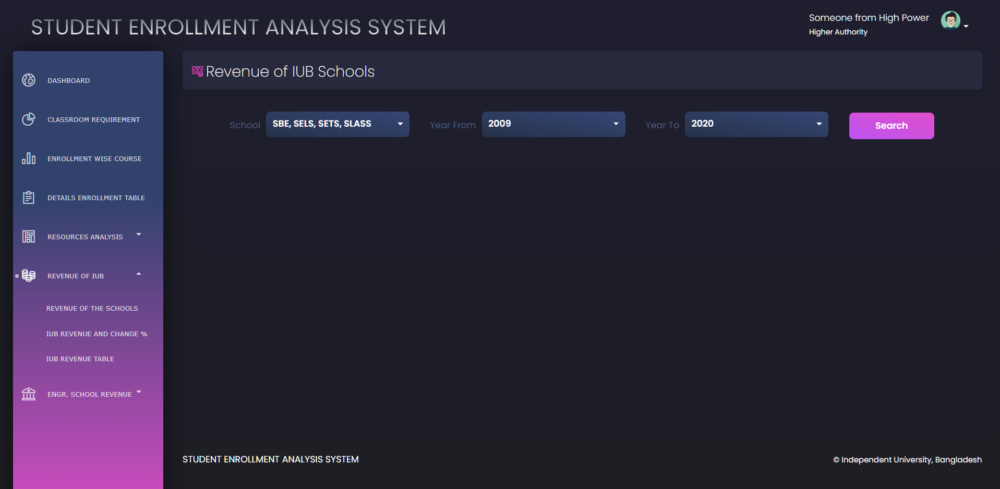 STUDENT ENROLLMENT ANALYSIS SYSTEM
Someone from High Power
Higher Authority
DASHBOARD
CLASSROOM REQUIREMENT
ENROLLMENT WISE COURSE
DETAILS ENROLLMENT TABLE
RESOURCES ANALYSIS
REVENUE OF IUB
REVENUE OF THE SCHOOLS
IUB REVENUE AND CHANGE %
IUB REVENUE TABLE
ENGR. SCHOOL REVENUE
Revenue of IUB Schools
School SBE, SELS, SETS, SLASS Year From 2009 Year To 2020 Search
STUDENT ENROLLMENT ANALYSIS SYSTEM
© Independent University, Bangladesh